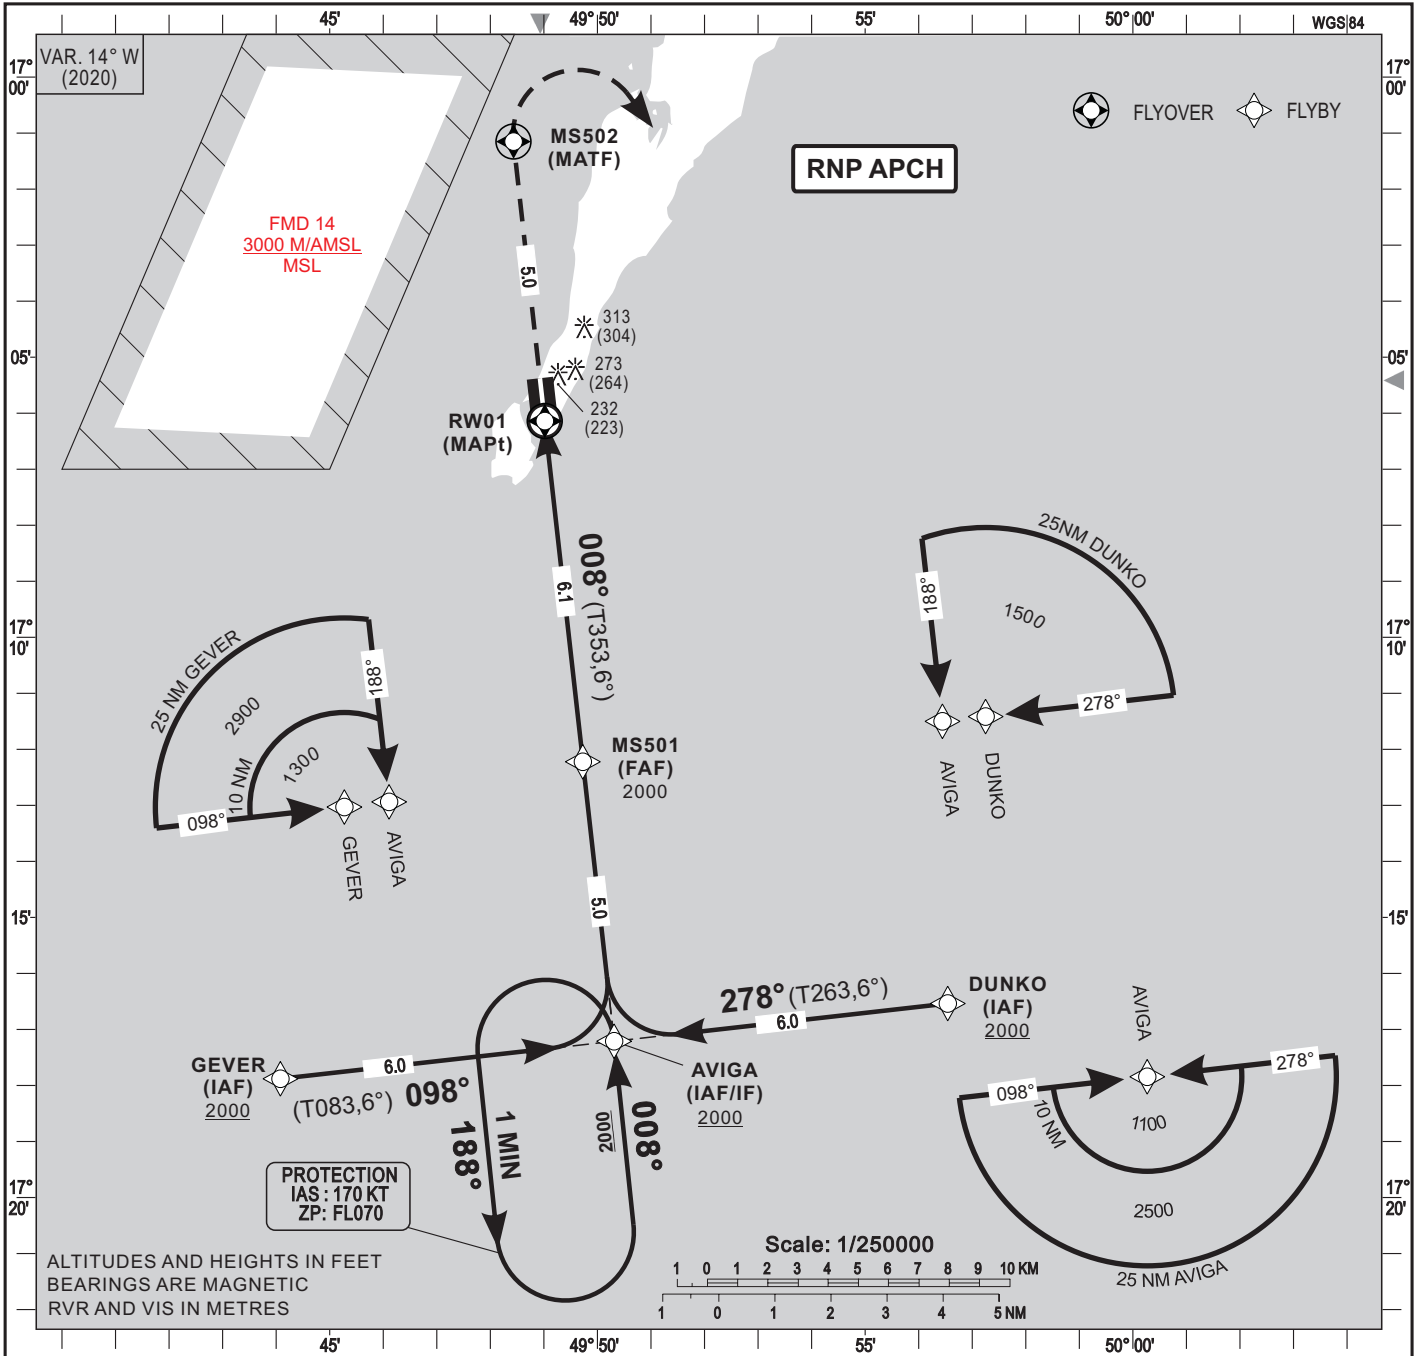 45'
49°50'
55'
50°00'
WGS 84
VAR. 14° W
(2020)
17°
00'
17°
00'
FLYOVER
FLYBY
MS502
(MATF)
RNP APCH
FMD 14
3000 M/AMSL
MSL
5.0
313
(304)
05'
05'
273
(264)
232
(223)
RW01
(MAPt)
008° (T353,6°)
6.1
25NM DUNKO
188°
1500
278°
AVIGA
DUNKO
17°
10'
17°
10'
25 NM GEVER
188°
2900
10 NM
1300
098°
GEVER
AVIGA
MS501
(FAF)
2000
5.0
15'
15'
278° (T263,6°)
6.0
DUNKO
(IAF)
2000
GEVER
(IAF)
2000
6.0
(T083,6°) 098°
AVIGA
(IAF/IF)
2000
AVIGA
278°
098°
10 NM
1100
2500
25 NM AVIGA
188°
1 MIN
2000
008°
PROTECTION
IAS : 170 KT
ZP: FL070
17°
20'
17°
20'
ALTITUDES AND HEIGHTS IN FEET
BEARINGS ARE MAGNETIC
RVR AND VIS IN METRES
Scale: 1/250000
1 0 1 2 3 4 5 6 7 8 9 10 KM
1 0 1 2 3 4 5 NM
45'
49°50'
55'
50°00'